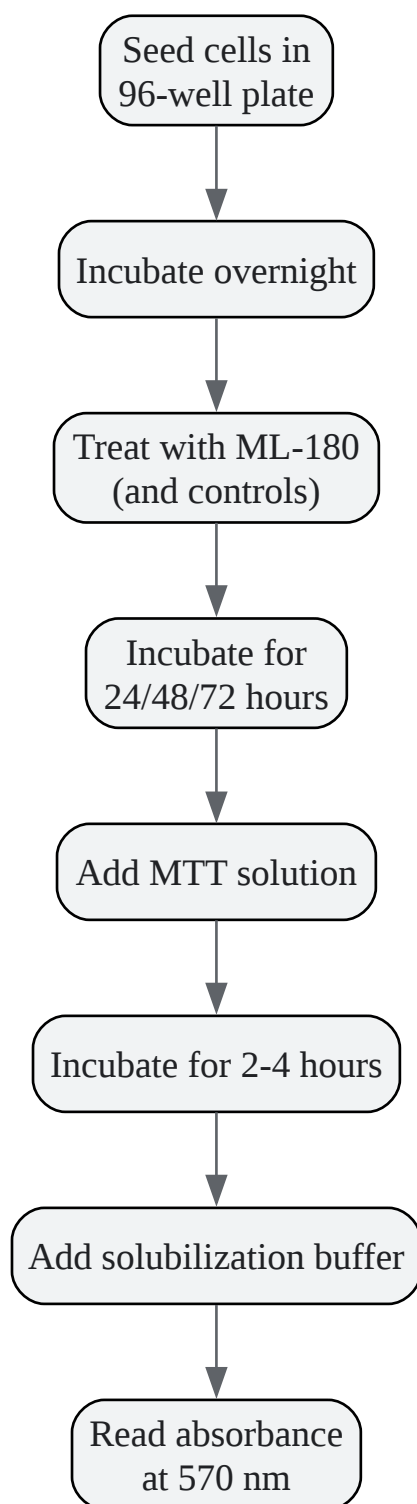 Seed cells in
96-well plate
Incubate overnight
Treat with ML-180
(and controls)
Incubate for
24/48/72 hours
Add MTT solution
Incubate for 2-4 hours
Add solubilization buffer
Read absorbance
at 570 nm